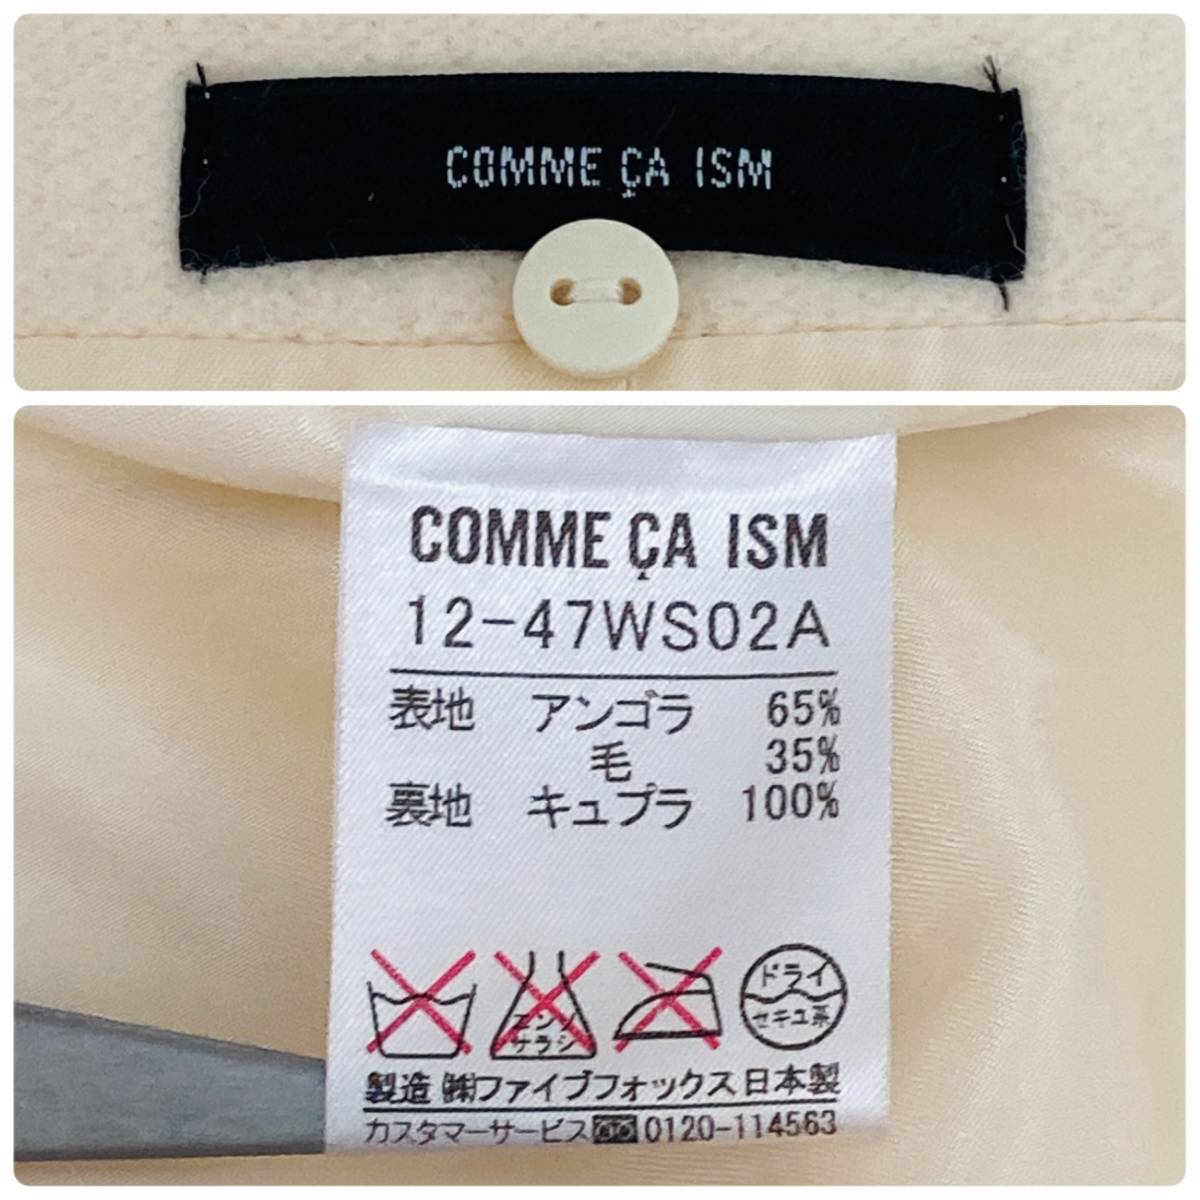 COMME ÇA ISM
COMME ÇA ISM
12-47WS02A
表地 アンゴラ 65%
毛 35%
裏地 キュプラ 100%
エンソ
サラシ
ドライ
セキユ系
製造 ㈱ファイブフォックス 日本製
カスタマーサービス 0120-114563